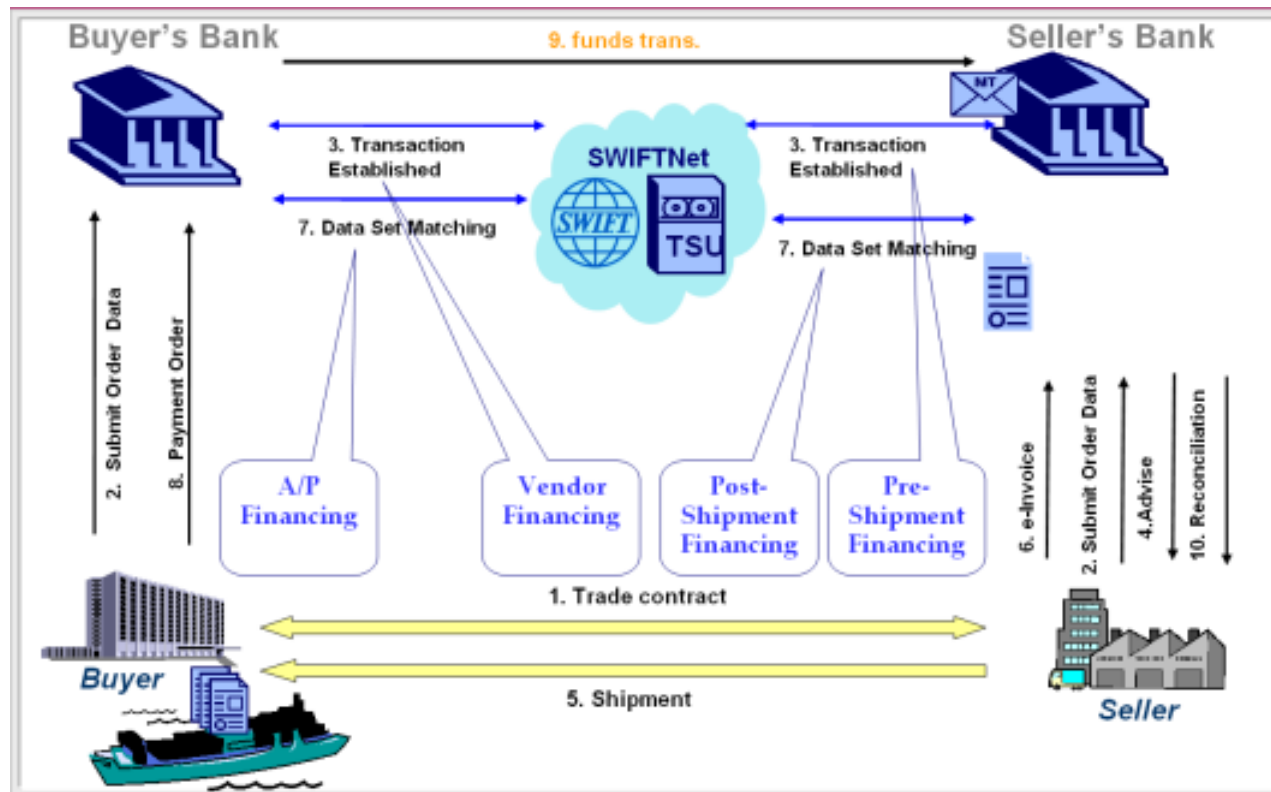 Buyer's Bank
9. funds trans.
Seller's Bank
MT
3. Transaction
Established
SWIFTNet
SWIFT
TSU
3. Transaction
Established
7. Data Set Matching
7. Data Set Matching
2. Submit Order Data
8. Payment Order
A/P
Financing
Vendor
Financing
Post-
Shipment
Financing
Pre-
Shipment
Financing
6. e-Invoice
2. Submit Order Data
4.Advise
10. Reconciliation
1. Trade contract
Buyer
5. Shipment
Seller